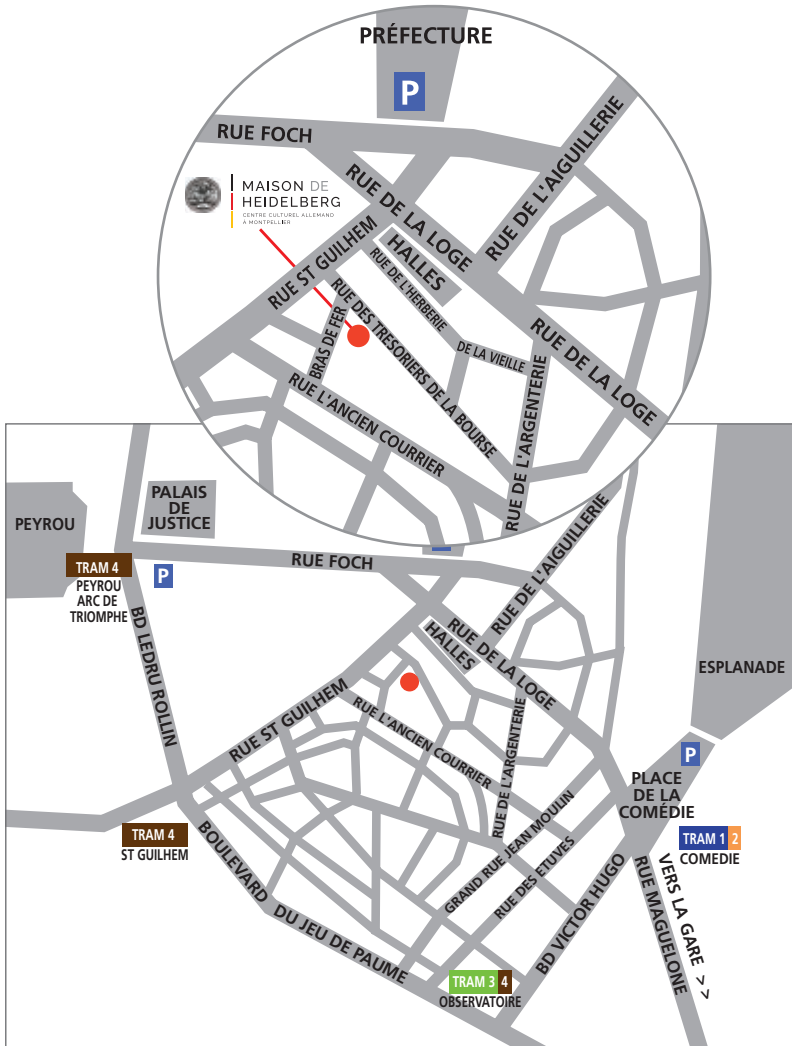 PRÉFECTURE
P
RUE FOCH
RUE DE L'AIGUILLERIE
MAISON DE
HEIDELBERG
CENTRE CULTUREL ALLEMAND
À MONTPELLIER
RUE DE LA LOGE
RUE ST GUILHEM
HALLES
RUE DE L'HERBERIE
RUE DES TRESORIERS DE LA BOURSE
BRAS DE FER
DE LA VIEILLE
RUE DE LA LOGE
RUE L'ANCIEN COURRIER
RUE DE L'ARGENTERIE
PEYROU
PALAIS
DE
JUSTICE
RUE FOCH
TRAM 4
PEYROU
ARC DE
TRIOMPHE
P
RUE DE L'AIGUILLERIE
BD LEDRU ROLLIN
HALLES
RUE DE LA LOGE
ESPLANADE
RUE ST GUILHEM
RUE L'ANCIEN COURRIER
RUE DE L'ARGENTERIE
P
PLACE
DE LA
COMÉDIE
TRAM 4
ST GUILHEM
BOULEVARD
DU JEU DE PAUME
GRAND RUE JEAN MOULIN
RUE DES ETUVES
TRAM 1 2
COMEDIE
BD VICTOR HUGO
RUE MAGUELONE
VERS LA GARE >>
TRAM 3 4
OBSERVATOIRE